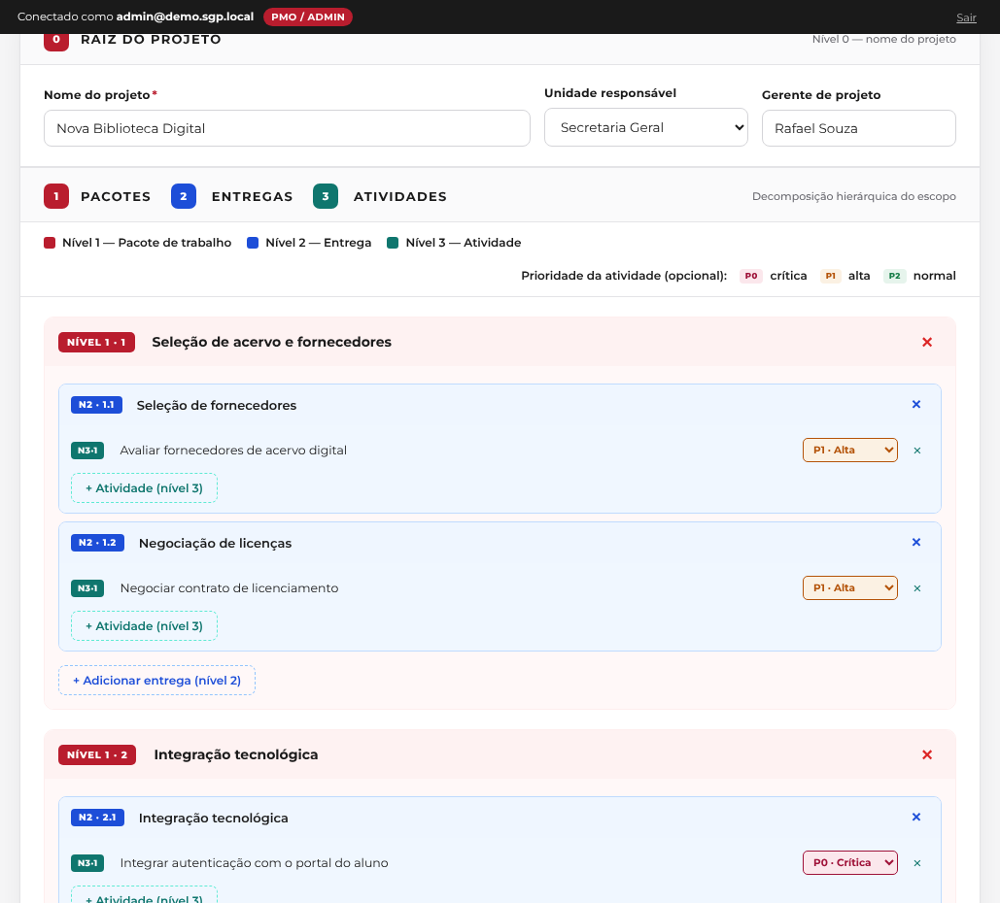 Conectado como admin@demo.sgp.local PMO / ADMIN Sair
0 RAIZ DO PROJETO Nível 0 — nome do projeto
Nome do projeto* Unidade responsável Gerente de projeto
Nova Biblioteca Digital Secretaria Geral Rafael Souza
1 PACOTES 2 ENTREGAS 3 ATIVIDADES Decomposição hierárquica do escopo
Nível 1 — Pacote de trabalho Nível 2 — Entrega Nível 3 — Atividade
Prioridade da atividade (opcional): P0 crítica P1 alta P2 normal
NÍVEL 1 · 1 Seleção de acervo e fornecedores ×
N2 · 1.1 Seleção de fornecedores ×
N3·1 Avaliar fornecedores de acervo digital P1 · Alta ×
+ Atividade (nível 3)
N2 · 1.2 Negociação de licenças ×
N3·1 Negociar contrato de licenciamento P1 · Alta ×
+ Atividade (nível 3)
+ Adicionar entrega (nível 2)
NÍVEL 1 · 2 Integração tecnológica ×
N2 · 2.1 Integração tecnológica ×
N3·1 Integrar autenticação com o portal do aluno P0 · Crítica ×
+ Atividade (nível 3)